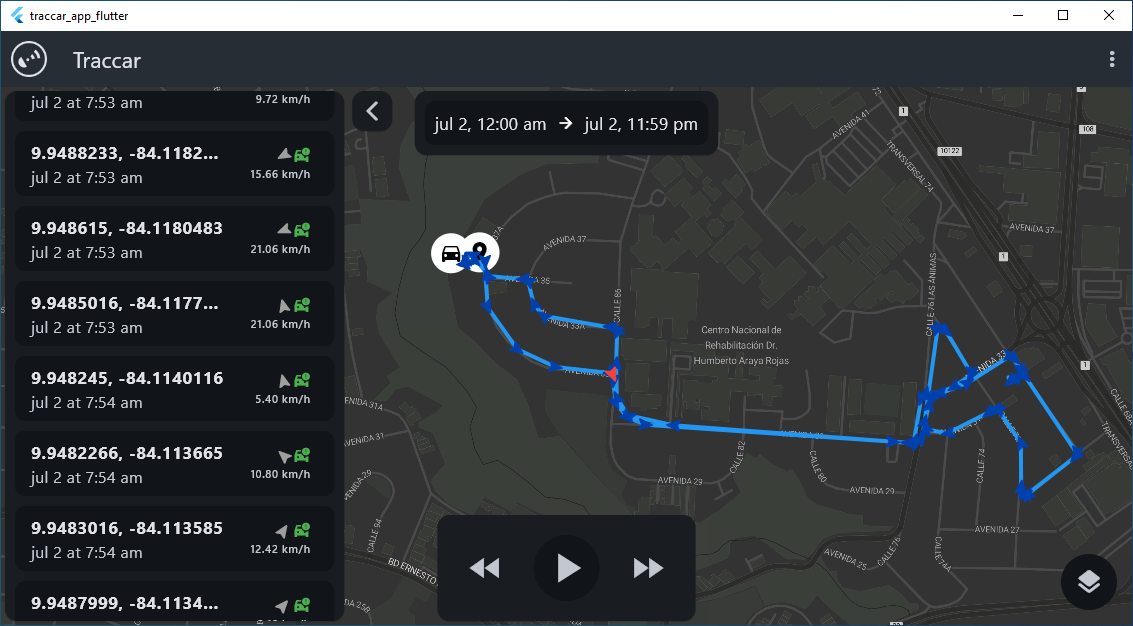 traccar_app_flutter
Traccar
jul 2 at 7:53 am
9.72 km/h
9.9488233, -84.1182...
jul 2 at 7:53 am
15.66 km/h
9.948615, -84.1180483
jul 2 at 7:53 am
21.06 km/h
9.9485016, -84.1177...
jul 2 at 7:53 am
21.06 km/h
9.948245, -84.1140116
jul 2 at 7:54 am
5.40 km/h
9.9482266, -84.113665
jul 2 at 7:54 am
10.80 km/h
9.9483016, -84.113585
jul 2 at 7:54 am
12.42 km/h
9.9487999, -84.1134...
jul 2, 12:00 am → jul 2, 11:59 pm
AVENIDA 41
TRANSVERSAL 74
1
108
10122
AVENIDA 37
AVENIDA 37
1
AVENIDA 35
CALLE 86
CALLE 76 LAS ÁNIMAS
AVENIDA 33A
Centro Nacional de
Rehabilitación Dr.
Humberto Araya Rojas
AVENIDA 33
1
AVENIDA 31A
AVENIDA 31
CALLE 68A
TRANSVERSAL
CALLE 82
CALLE 80
CALLE 74
AVENIDA 29
AVENIDA 29
AVENIDA 29
CALLE 94
AVENIDA 27
CALLE 76
CALLE 74A
AVENIDA 25
BD ERNESTO